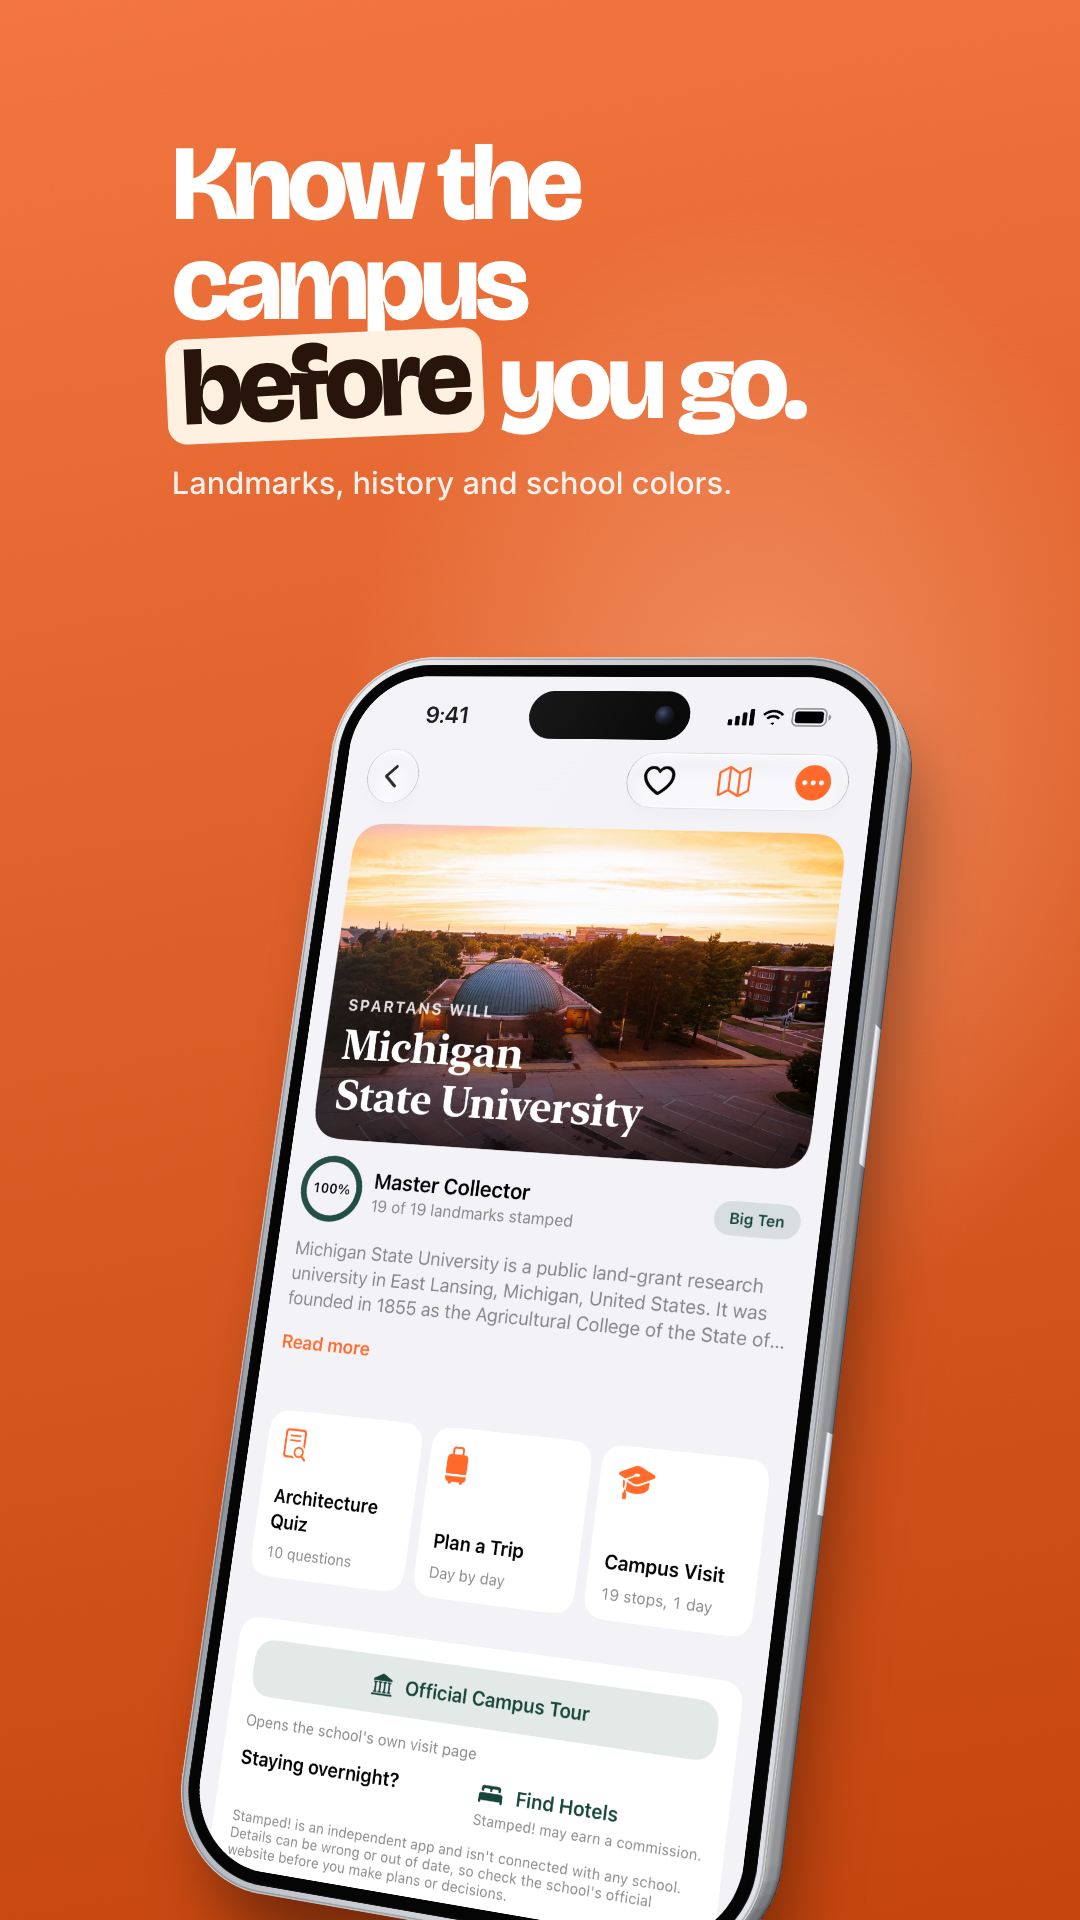 Know the
campus
before you go.
Landmarks, history and school colors.
9:41
SPARTANS WILL
Michigan
State University
100%
Master Collector
19 of 19 landmarks stamped
Big Ten
Michigan State University is a public land-grant research
university in East Lansing, Michigan, United States. It was
founded in 1855 as the Agricultural College of the State of...
Read more
Architecture
Quiz
10 questions
Plan a Trip
Day by day
Campus Visit
19 stops, 1 day
Official Campus Tour
Opens the school's own visit page
Staying overnight?
Find Hotels
Stamped! may earn a commission.
Stamped! is an independent app and isn't connected with any school.
Details can be wrong or out of date, so check the school's official
website before you make plans or decisions.